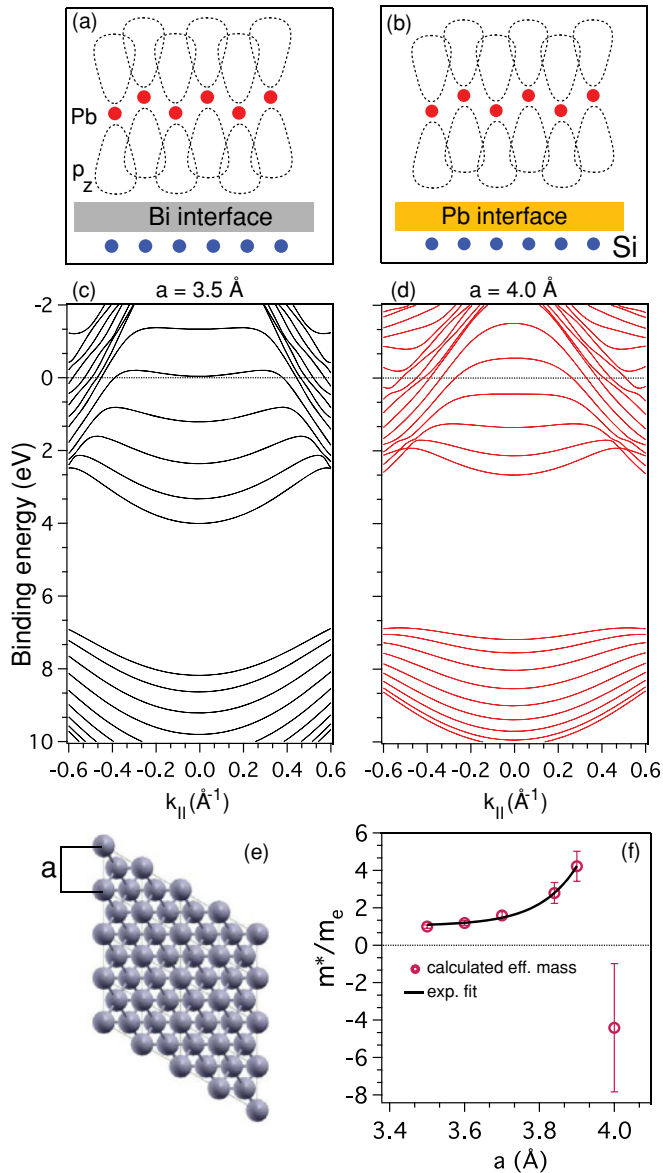 (a)
Pb
p_z
Bi interface
(b)
Pb interface
Si
(c)
a = 3.5 Å
(d)
a = 4.0 Å
Binding energy (eV)
-2
0
2
4
6
8
10
-0.6 -0.4 -0.2 0.0 0.2 0.4 0.6
k|| (Å-1)
-0.6 -0.4 -0.2 0.0 0.2 0.4 0.6
k|| (Å-1)
(e)
a
(f)
m*/me
6
4
2
0
-2
-4
-6
-8
calculated eff. mass
exp. fit
3.4 3.6 3.8 4.0
a (Å)